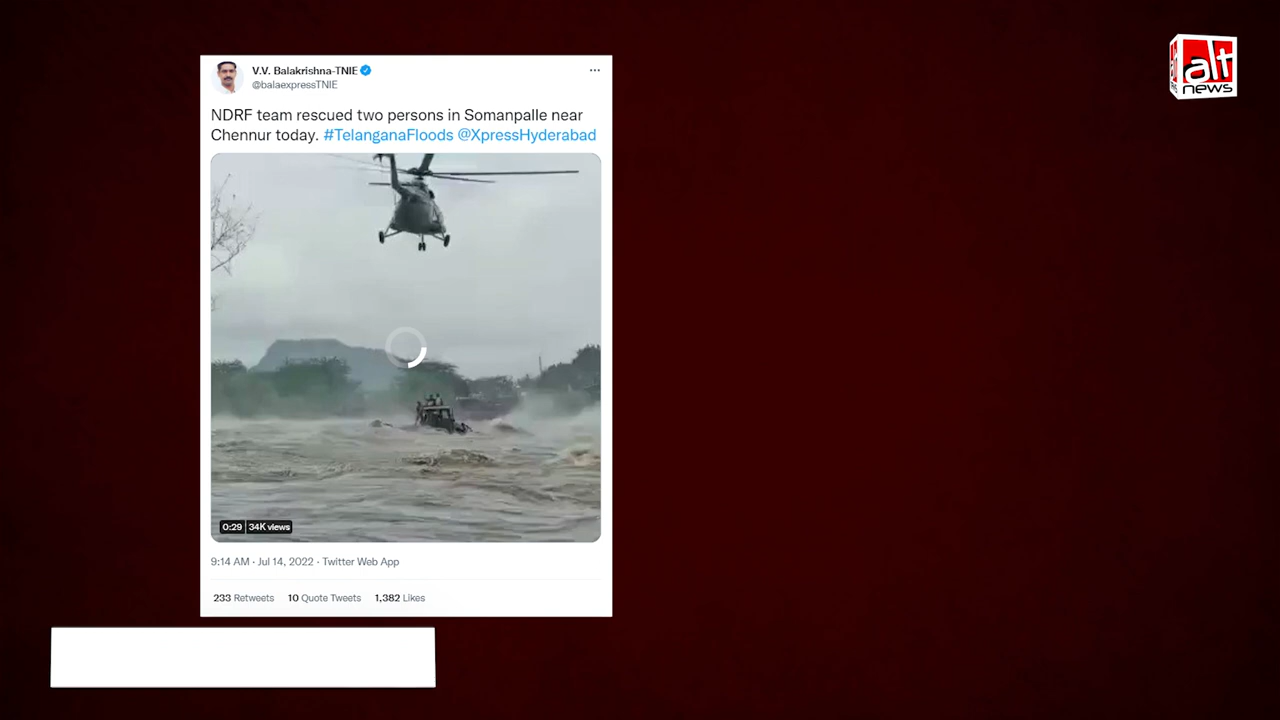 V.V. Balakrishna-TNIE
@balaexpressTNIE
NDRF team rescued two persons in Somanpalle near
Chennur today. #TelanganaFloods @XpressHyderabad
0:29 34K views
9:14 AM · Jul 14, 2022 · Twitter Web App
233 Retweets 10 Quote Tweets 1,382 Likes
alt
news